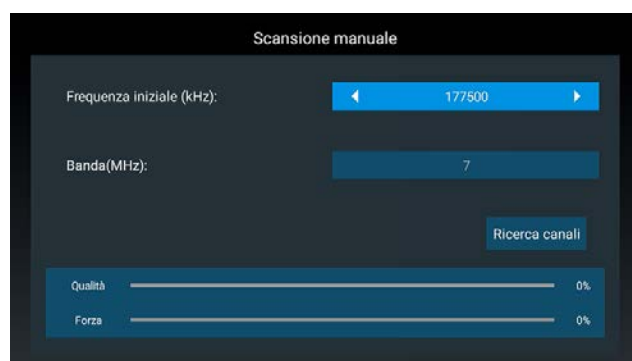 Scansione manuale
Frequenza iniziale (kHz): 177500
Banda(MHz): 7
Ricerca canali
Qualità 0%
Forza 0%